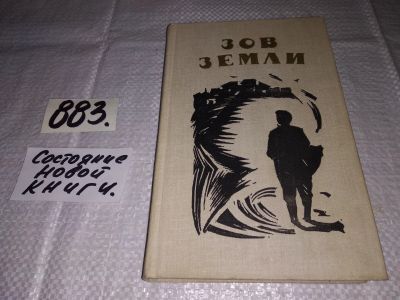 ЗОВ
ЗЕМЛИ
883.
Состояние
новой
книги.